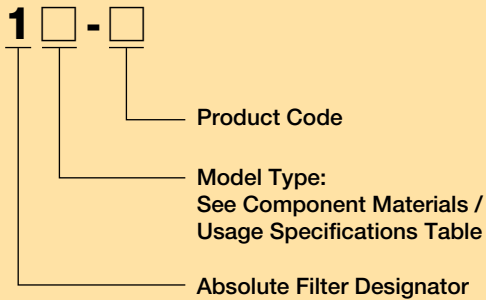 1 □ - □
Product Code
Model Type:
See Component Materials /
Usage Specifications Table
Absolute Filter Designator